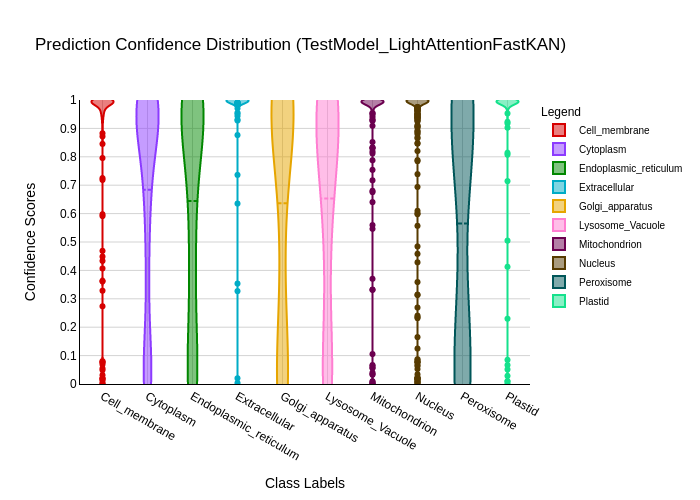 Prediction Confidence Distribution (TestModel_LightAttentionFastKAN)
1
0.9
0.8
0.7
0.6
0.5
0.4
0.3
0.2
0.1
0
Confidence Scores
Cell_membrane
Cytoplasm
Endoplasmic_reticulum
Extracellular
Golgi_apparatus
Lysosome_Vacuole
Mitochondrion
Nucleus
Peroxisome
Plastid
Class Labels
Legend
Cell_membrane
Cytoplasm
Endoplasmic_reticulum
Extracellular
Golgi_apparatus
Lysosome_Vacuole
Mitochondrion
Nucleus
Peroxisome
Plastid